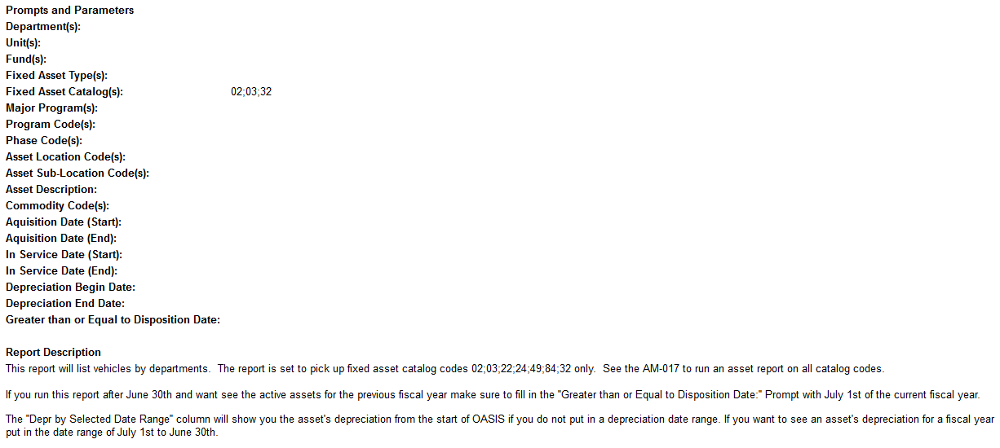 Prompts and Parameters
Department(s):
Unit(s):
Fund(s):
Fixed Asset Type(s):
Fixed Asset Catalog(s): 02;03;32
Major Program(s):
Program Code(s):
Phase Code(s):
Asset Location Code(s):
Asset Sub-Location Code(s):
Asset Description:
Commodity Code(s):
Aquisition Date (Start):
Aquisition Date (End):
In Service Date (Start):
In Service Date (End):
Depreciation Begin Date:
Depreciation End Date:
Greater than or Equal to Disposition Date:
Report Description
This report will list vehicles by departments.  The report is set to pick up fixed asset catalog codes 02;03;22;24;49;84;32 only.  See the AM-017 to run an asset report on all catalog codes.
If you run this report after June 30th and want see the active assets for the previous fiscal year make sure to fill in the "Greater than or Equal to Disposition Date:" Prompt with July 1st of the current fiscal year.
The "Depr by Selected Date Range" column will show you the asset's depreciation from the start of OASIS if you do not put in a depreciation date range. If you want to see an asset's depreciation for a fiscal year
put in the date range of July 1st to June 30th.